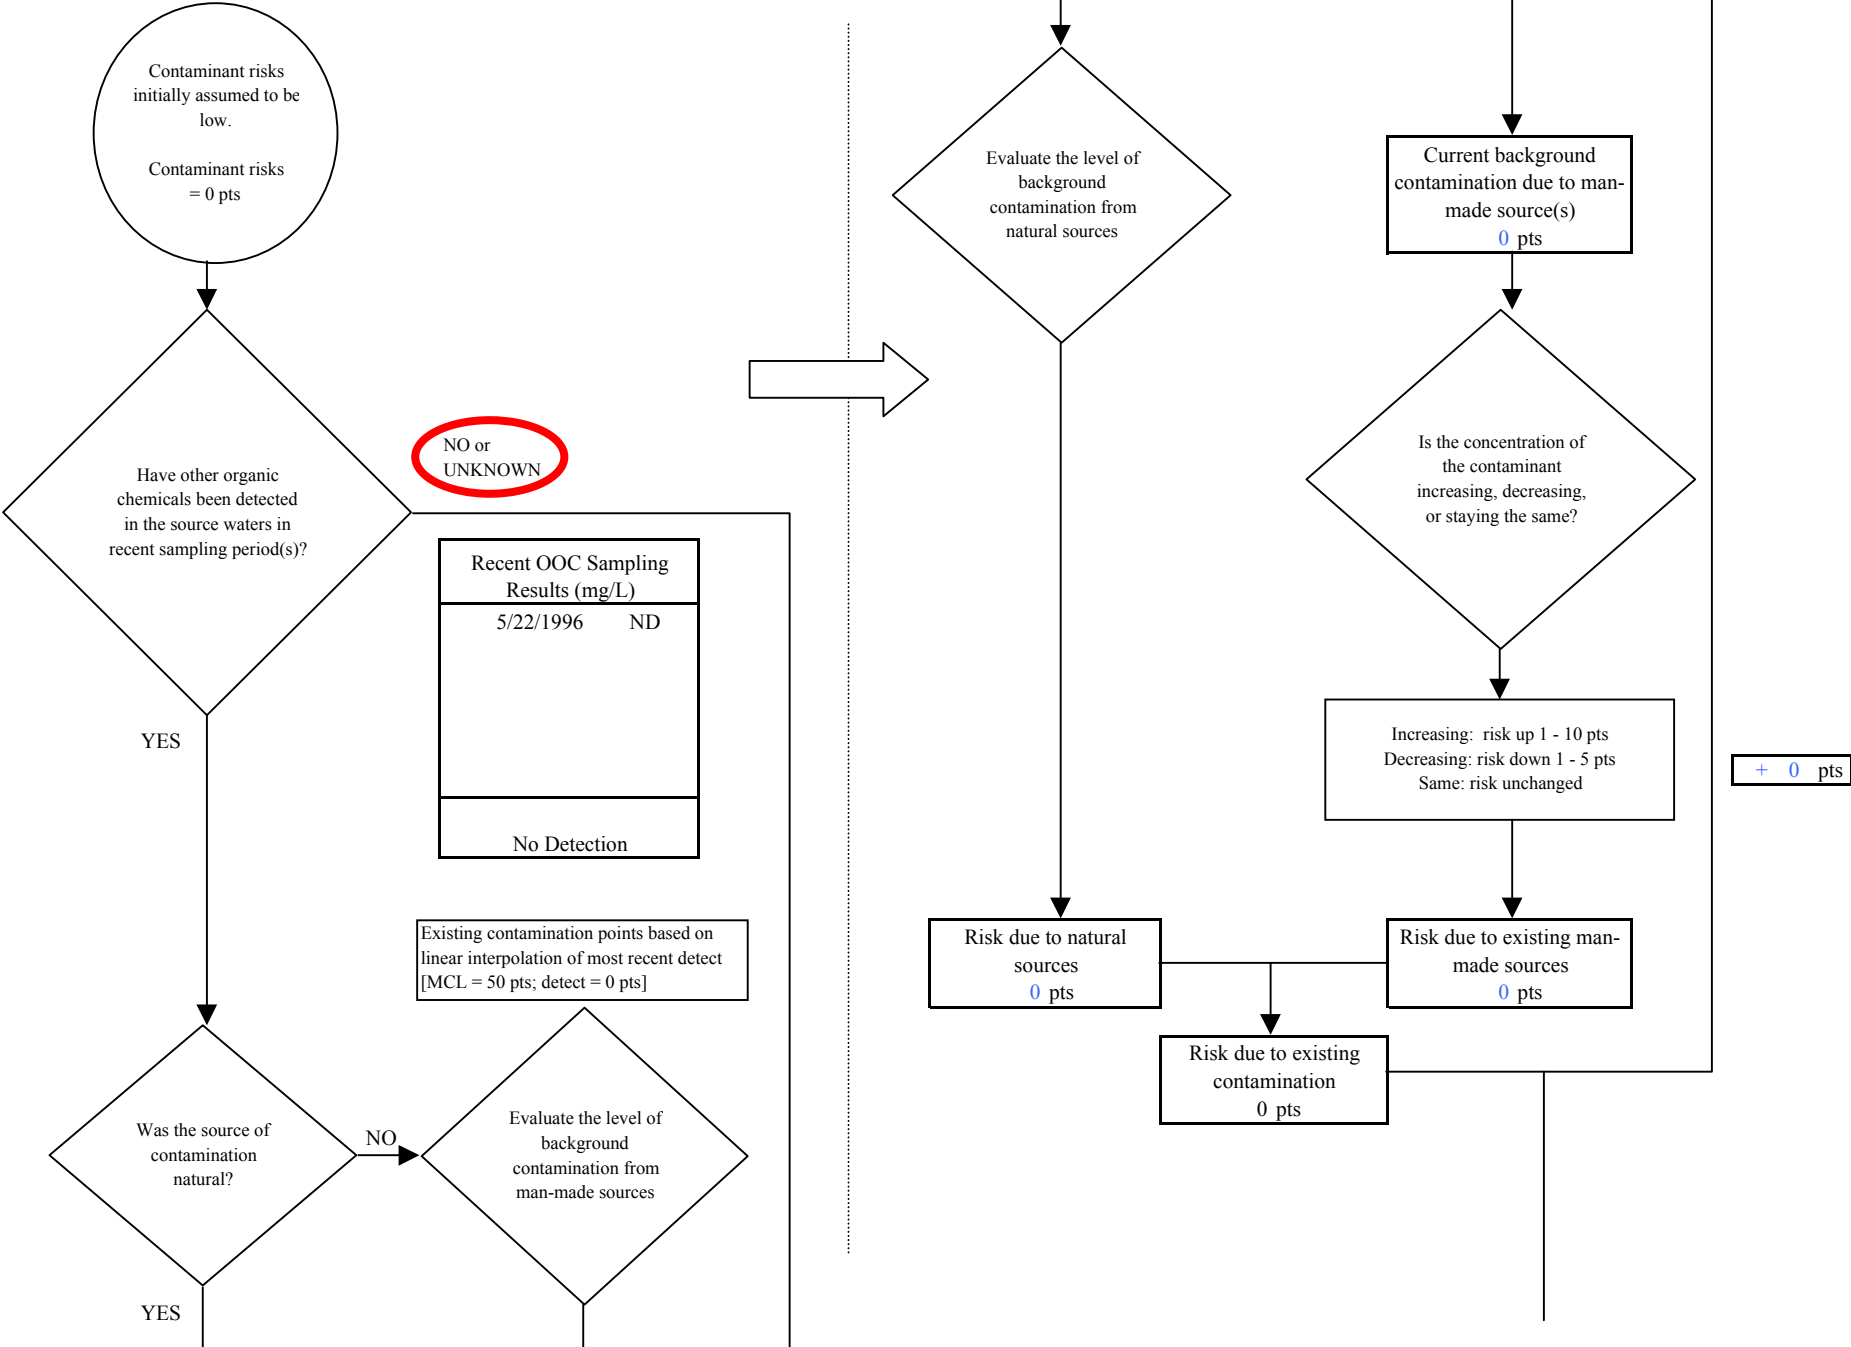 Contaminant risks
initially assumed to be
low.
Contaminant risks
= 0 pts
Have other organic
chemicals been detected
in the source waters in
recent sampling period(s)?
NO or
UNKNOWN
Recent OOC Sampling
Results (mg/L)
5/22/1996 ND
No Detection
YES
Existing contamination points based on
linear interpolation of most recent detect
[MCL = 50 pts; detect = 0 pts]
Was the source of
contamination
natural?
NO
Evaluate the level of
background
contamination from
man-made sources
YES
Evaluate the level of
background
contamination from
natural sources
Current background
contamination due to man-
made source(s)
0 pts
Is the concentration of
the contaminant
increasing, decreasing,
or staying the same?
Increasing: risk up 1 - 10 pts
Decreasing: risk down 1 - 5 pts
Same: risk unchanged
+ 0 pts
Risk due to natural
sources
0 pts
Risk due to existing man-
made sources
0 pts
Risk due to existing
contamination
0 pts